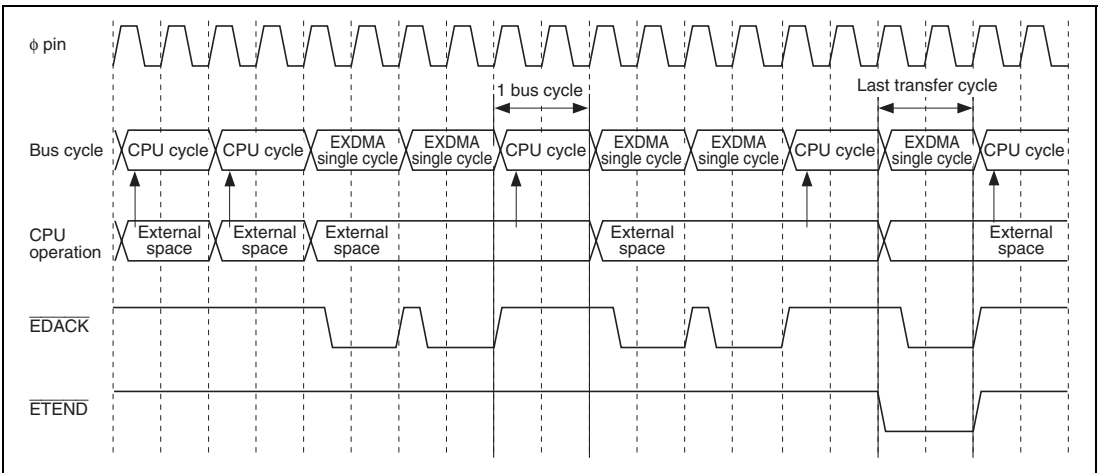 ϕ pin
1 bus cycle
Last transfer cycle
Bus cycle
CPU cycle
CPU cycle
EXDMA
single cycle
EXDMA
single cycle
CPU cycle
EXDMA
single cycle
EXDMA
single cycle
CPU cycle
EXDMA
single cycle
CPU cycle
CPU
operation
External
space
External
space
External
space
External
space
External
space
EDACK
ETEND